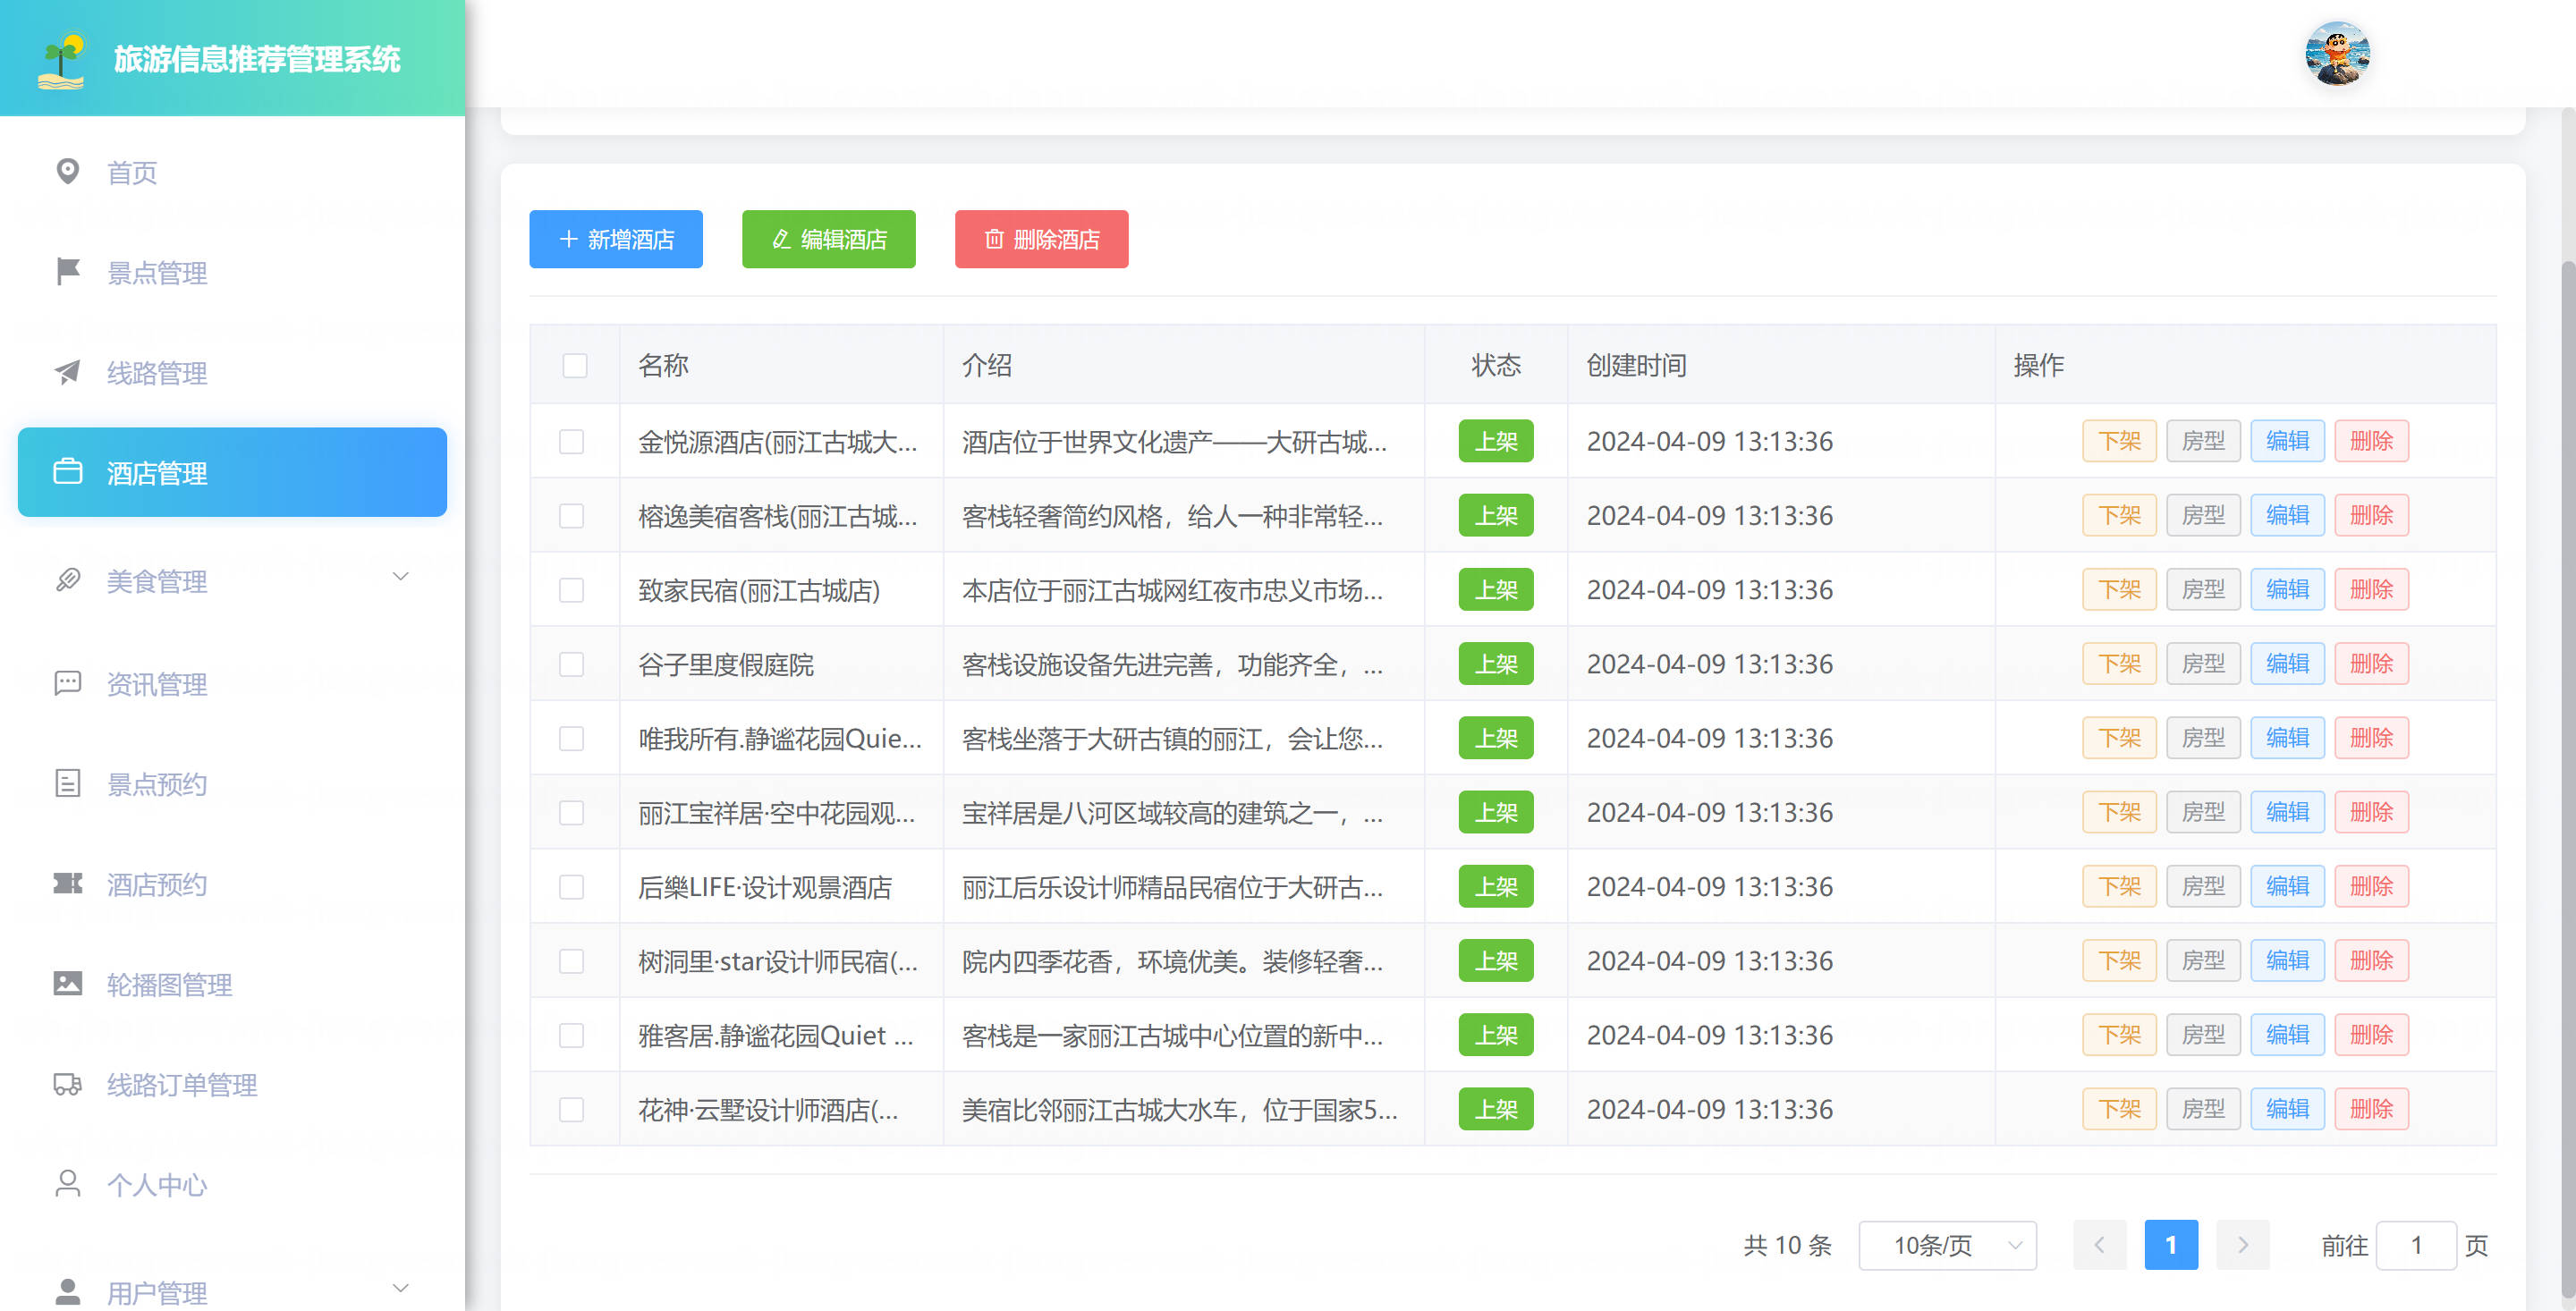 旅游信息推荐管理系统
首页
景点管理
线路管理
酒店管理
美食管理
资讯管理
景点预约
酒店预约
轮播图管理
线路订单管理
个人中心
用户管理
新增酒店 编辑酒店 删除酒店
名称 介绍 状态 创建时间 操作
金悦源酒店(丽江古城大... 酒店位于世界文化遗产——大研古城... 上架 2024-04-09 13:13:36 下架 房型 编辑 删除
榕逸美宿客栈(丽江古城... 客栈轻奢简约风格，给人一种非常轻... 上架 2024-04-09 13:13:36 下架 房型 编辑 删除
致家民宿(丽江古城店) 本店位于丽江古城网红夜市忠义市场... 上架 2024-04-09 13:13:36 下架 房型 编辑 删除
谷子里度假庭院 客栈设施设备先进完善，功能齐全，... 上架 2024-04-09 13:13:36 下架 房型 编辑 删除
唯我所有.静谧花园Quie... 客栈坐落于大研古镇的丽江，会让您... 上架 2024-04-09 13:13:36 下架 房型 编辑 删除
丽江宝祥居·空中花园观... 宝祥居是八河区域较高的建筑之一，... 上架 2024-04-09 13:13:36 下架 房型 编辑 删除
后樂LIFE·设计观景酒店 丽江后乐设计师精品民宿位于大研古... 上架 2024-04-09 13:13:36 下架 房型 编辑 删除
树洞里·star设计师民宿(... 院内四季花香，环境优美。装修轻奢... 上架 2024-04-09 13:13:36 下架 房型 编辑 删除
雅客居.静谧花园Quiet ... 客栈是一家丽江古城中心位置的新中... 上架 2024-04-09 13:13:36 下架 房型 编辑 删除
花神·云墅设计师酒店(... 美宿比邻丽江古城大水车，位于国家5... 上架 2024-04-09 13:13:36 下架 房型 编辑 删除
共 10 条 10条/页 1 前往 1 页